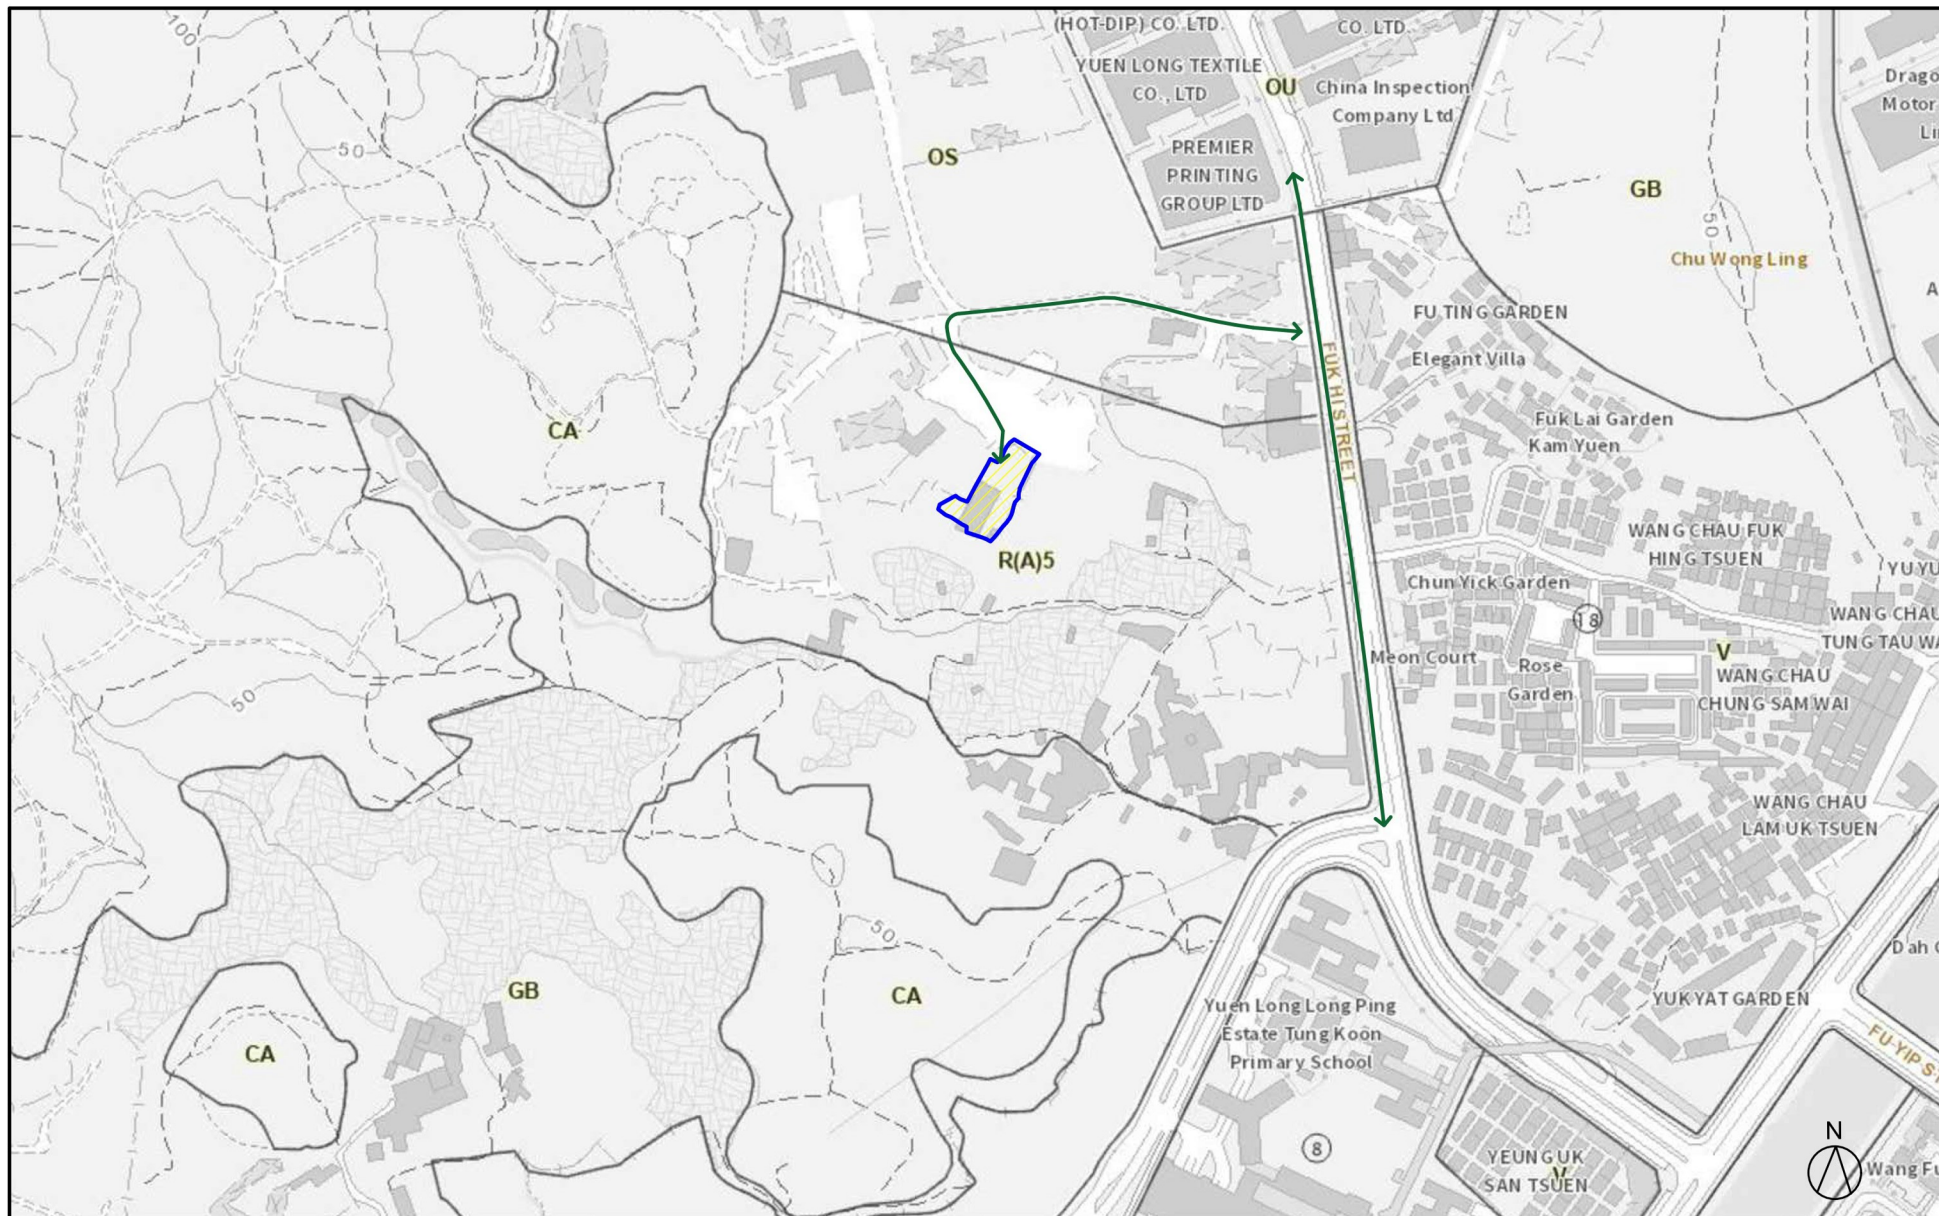 100
(HOT-DIP) CO. LTD.
CO. LTD.
YUEN LONG TEXTILE
CO., LTD
OU
China Inspection
Company Ltd
Motor
50
OS
PREMIER
PRINTING
GROUP LTD
GB
50
Chu Wong Ling
FU TING GARDEN
FUK HI STREET
Elegant Villa
CA
Fuk Lai Garden
Kam Yuen
WANG CHAU FUK
HING TSUEN
R(A)5
Chun Yick Garden
YU YU
18
WANG CHAU
TUNG TAU WA
Meon Court
Rose
Garden
V
WANG CHAU
CHUNG SAM WAI
50
WANG CHAU
LAM UK TSUEN
50
Dah
GB
CA
YUK YAT GARDEN
Yuen Long Long Ping
Estate Tung Koon
Primary School
CA
FU YIP ST
N
8
YEUNG UK
SAN TSUEN
V
Wang Fu